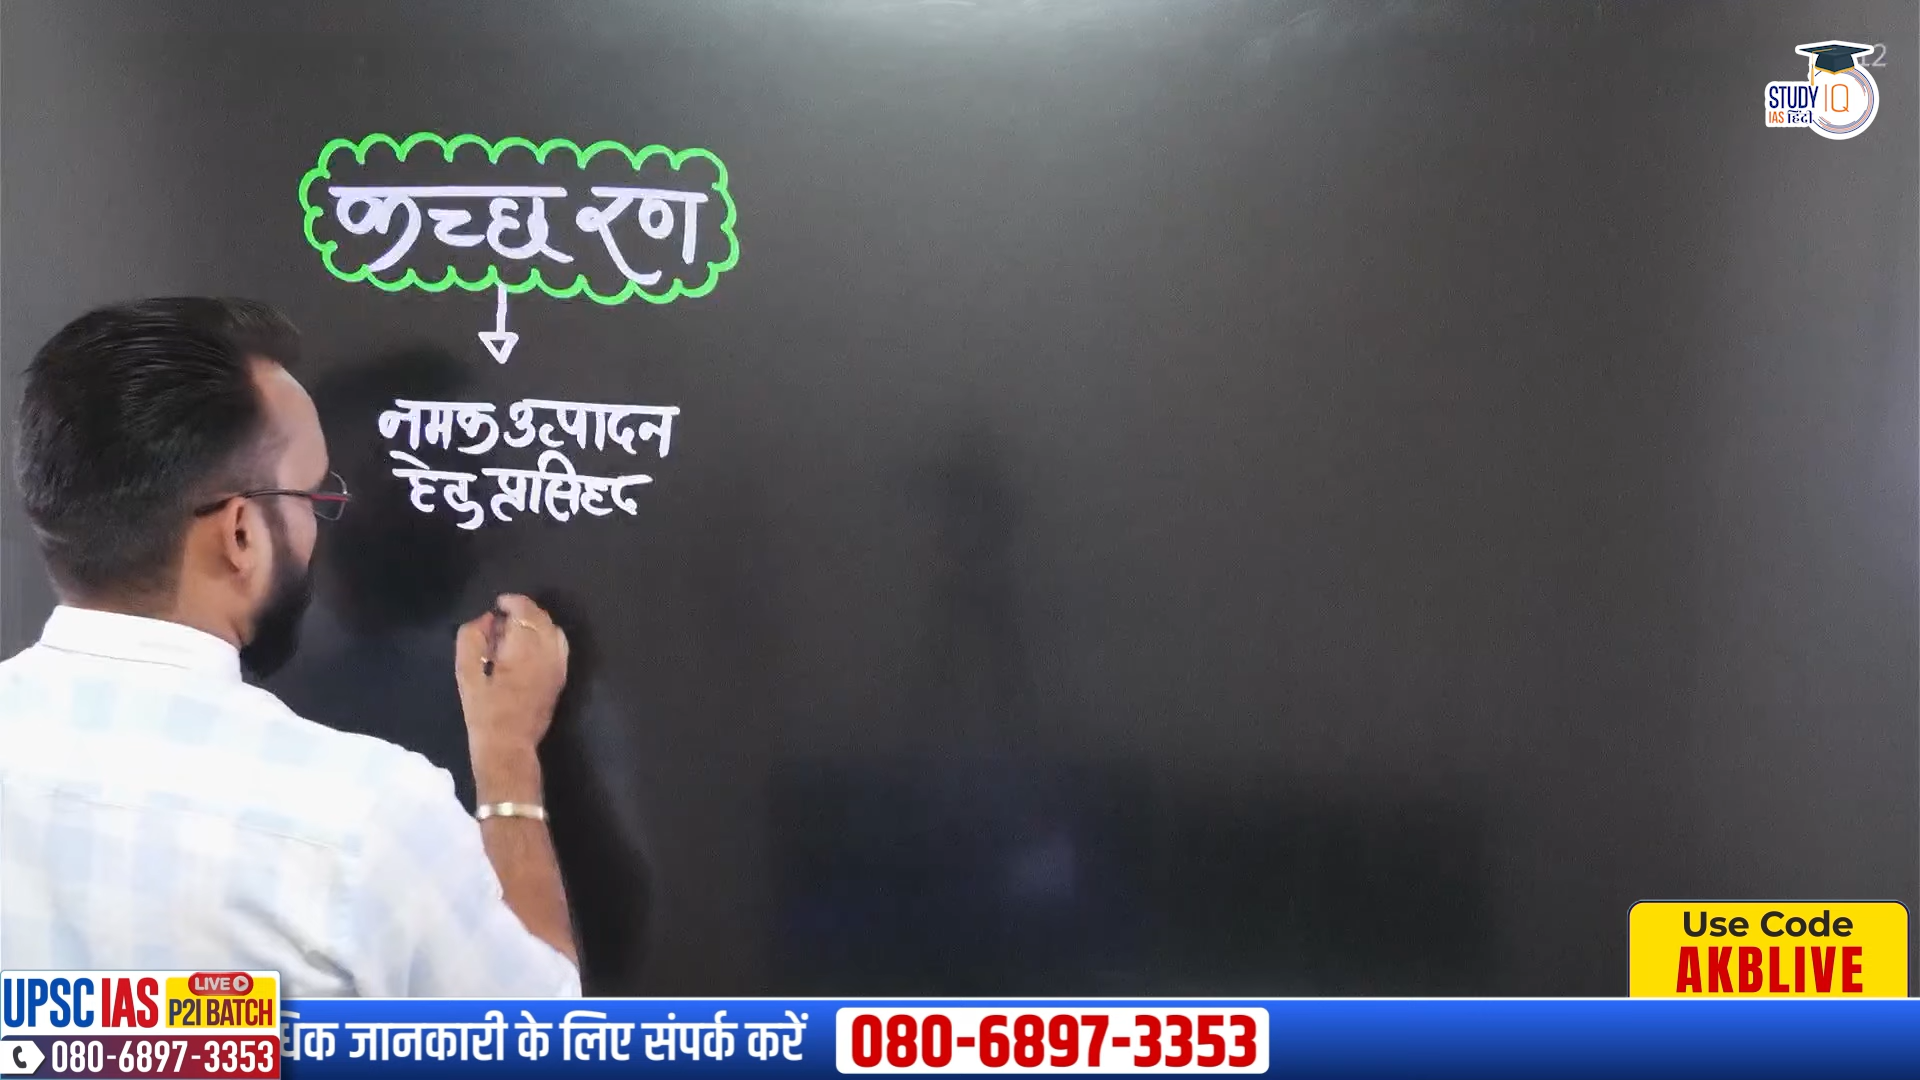 12
STUDY IQ
IAS हिंदी
कच्छ रण
नमक उत्पादन
हेतु प्रसिद्ध
Use Code
AKBLIVE
UPSC IAS
LIVE
P2I BATCH
080-6897-3353
धिक जानकारी के लिए संपर्क करें
080-6897-3353